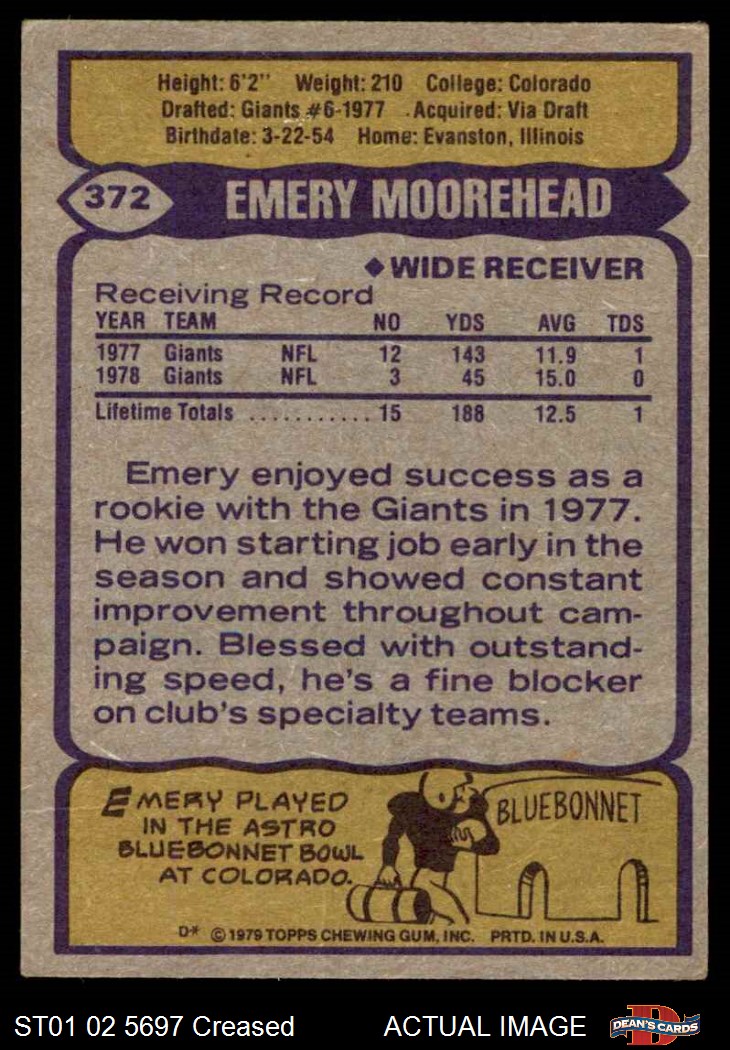 Height: 6'2" Weight: 210 College: Colorado
Drafted: Giants #6-1977 Acquired: Via Draft
Birthdate: 3-22-54 Home: Evanston, Illinois
372 EMERY MOOREHEAD
◆WIDE RECEIVER
Receiving Record
YEAR TEAM NO YDS AVG TDS
1977 Giants NFL 12 143 11.9 1
1978 Giants NFL 3 45 15.0 0
Lifetime Totals ........... 15 188 12.5 1
Emery enjoyed success as a
rookie with the Giants in 1977.
He won starting job early in the
season and showed constant
improvement throughout cam-
paign. Blessed with outstand-
ing speed, he's a fine blocker
on club's specialty teams.
EMERY PLAYED
IN THE ASTRO
BLUEBONNET BOWL
AT COLORADO.
BLUEBONNET
D* © 1979 TOPPS CHEWING GUM, INC. PRTD. IN U.S.A.
ST01 02 5697 Creased ACTUAL IMAGE
D
DEAN'S CARDS